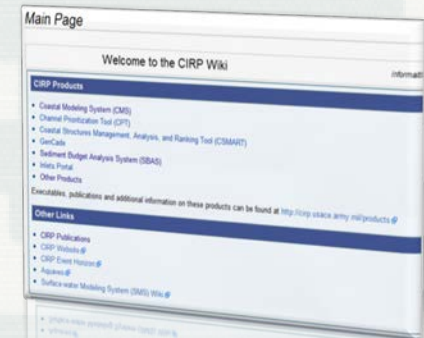 Main Page
Welcome to the CIRP Wiki
CIRP Products
Coastal Modeling System (CMS)
Channel Prioritization Tool (CPT)
Coastal Structures Management, Analysis, and Ranking Tool (CSMART)
GenCade
Sediment Budget Analysis System (SBAS)
Inlets Portal
Other Products
Executables, publications and additional information on these products can be found at http://cirp.usace.army.mil/products
Other Links
CIRP Publications
CIRP Website
CIRP Event Horizon
Aquaveo
Surface-water Modeling System (SMS) Wiki